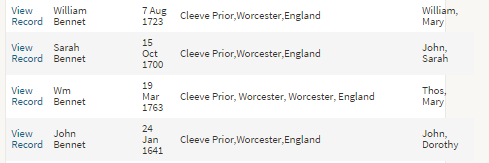 View Record William Bennet 7 Aug 1723 Cleeve Prior,Worcester,England William, Mary
View Record Sarah Bennet 15 Oct 1700 Cleeve Prior,Worcester,England John, Sarah
View Record Wm Bennet 19 Mar 1763 Cleeve Prior, Worcester, Worcester, England Thos, Mary
View Record John Bennet 24 Jan 1641 Cleeve Prior,Worcester,England John, Dorothy